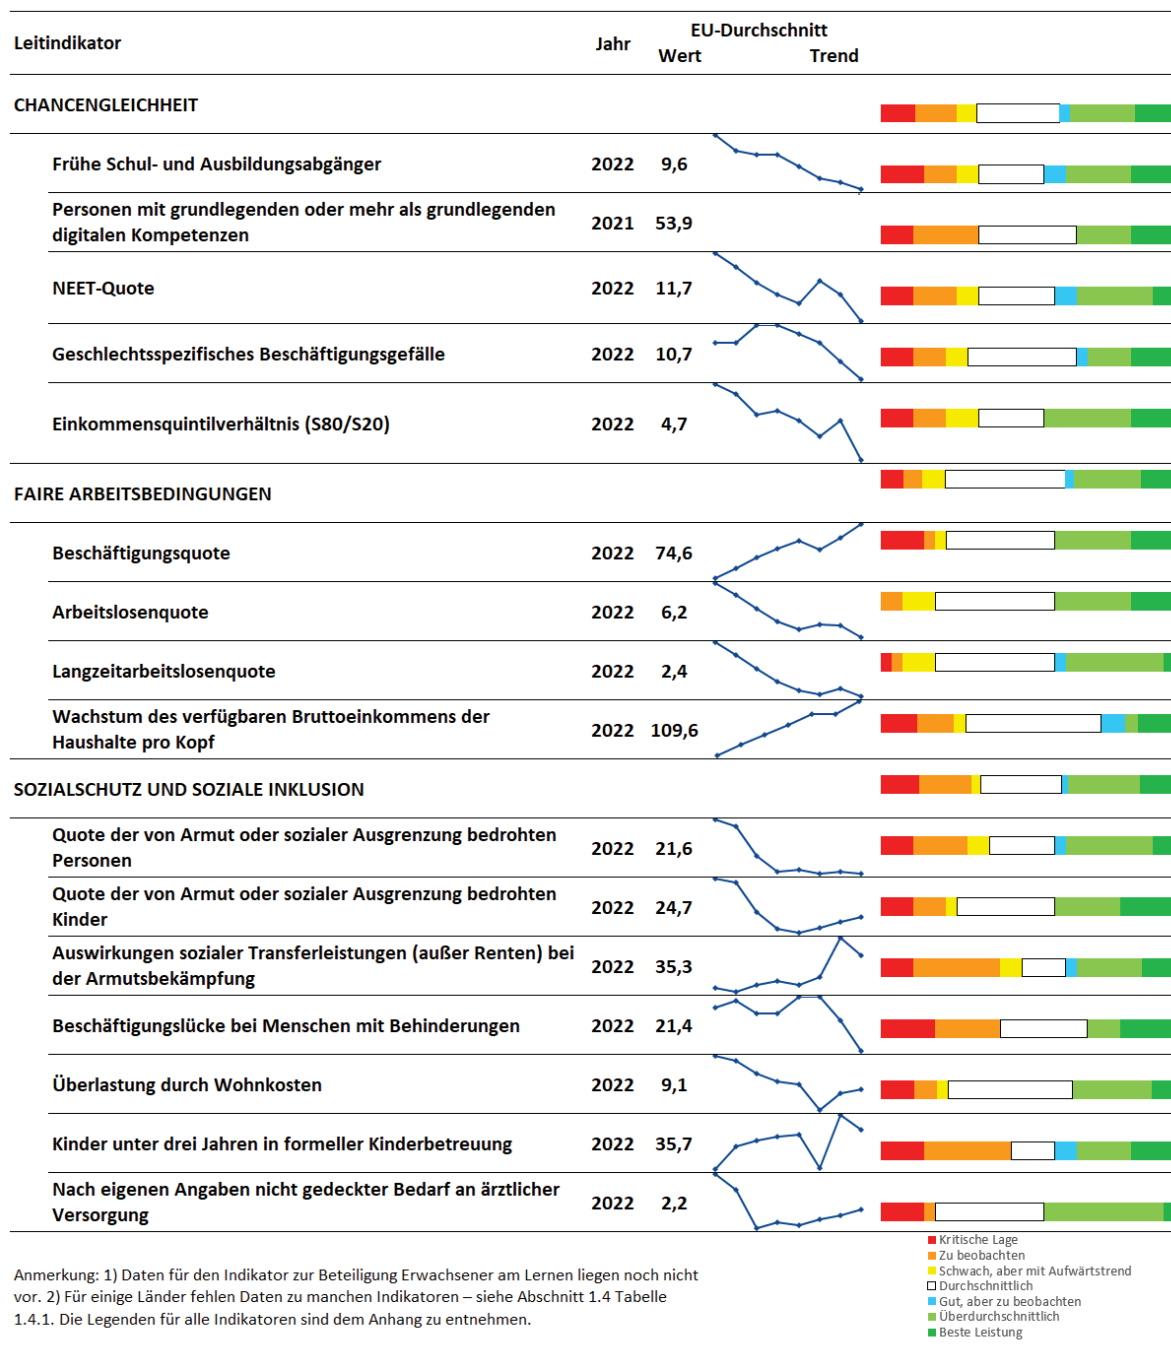 Leitindikator Jahr EU-Durchschnitt
Wert Trend
CHANCENGLEICHHEIT
Frühe Schul- und Ausbildungsabgänger 2022 9,6
Personen mit grundlegenden oder mehr als grundlegenden
digitalen Kompetenzen 2021 53,9
NEET-Quote 2022 11,7
Geschlechtsspezifisches Beschäftigungsgefälle 2022 10,7
Einkommensquintilverhältnis (S80/S20) 2022 4,7
FAIRE ARBEITSBEDINGUNGEN
Beschäftigungsquote 2022 74,6
Arbeitslosenquote 2022 6,2
Langzeitarbeitslosenquote 2022 2,4
Wachstum des verfügbaren Bruttoeinkommens der
Haushalte pro Kopf 2022 109,6
SOZIALSCHUTZ UND SOZIALE INKLUSION
Quote der von Armut oder sozialer Ausgrenzung bedrohten
Personen 2022 21,6
Quote der von Armut oder sozialer Ausgrenzung bedrohten
Kinder 2022 24,7
Auswirkungen sozialer Transferleistungen (außer Renten) bei
der Armutsbekämpfung 2022 35,3
Beschäftigungslücke bei Menschen mit Behinderungen 2022 21,4
Überlastung durch Wohnkosten 2022 9,1
Kinder unter drei Jahren in formeller Kinderbetreuung 2022 35,7
Nach eigenen Angaben nicht gedeckter Bedarf an ärztlicher
Versorgung 2022 2,2
Anmerkung: 1) Daten für den Indikator zur Beteiligung Erwachsener am Lernen liegen noch nicht
vor. 2) Für einige Länder fehlen Daten zu manchen Indikatoren – siehe Abschnitt 1.4 Tabelle
1.4.1. Die Legenden für alle Indikatoren sind dem Anhang zu entnehmen.
Kritische Lage
Zu beobachten
Schwach, aber mit Aufwärtstrend
Durchschnittlich
Gut, aber zu beobachten
Überdurchschnittlich
Beste Leistung